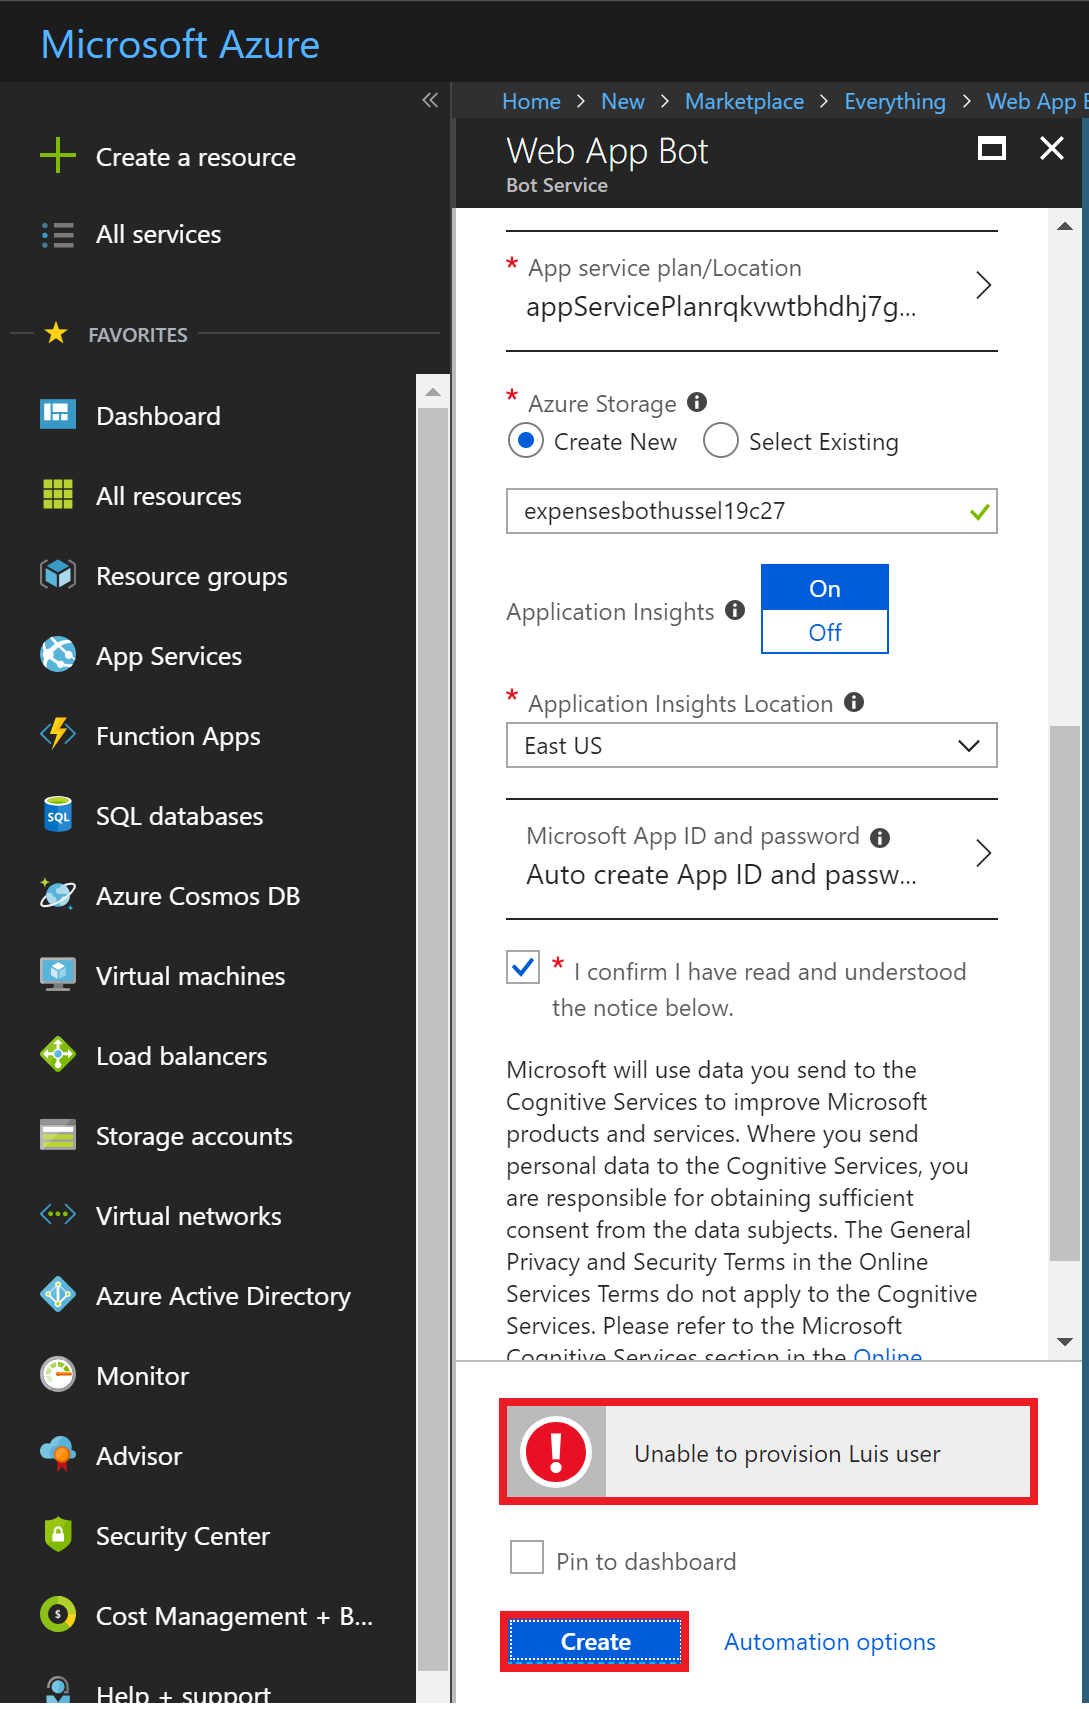 Microsoft Azure
Home > New > Marketplace > Everything > Web App
Create a resource
All services
FAVORITES
Dashboard
All resources
Resource groups
App Services
Function Apps
SQL databases
Azure Cosmos DB
Virtual machines
Load balancers
Storage accounts
Virtual networks
Azure Active Directory
Monitor
Advisor
Security Center
Cost Management + B...
Help + support
Web App Bot
Bot Service
* App service plan/Location
appServicePlanrqkvwtbhdhj7g...
* Azure Storage
Create New Select Existing
expensesbothussel19c27
Application Insights
On
Off
* Application Insights Location
East US
Microsoft App ID and password
Auto create App ID and passw...
* I confirm I have read and understood
the notice below.
Microsoft will use data you send to the
Cognitive Services to improve Microsoft
products and services. Where you send
personal data to the Cognitive Services, you
are responsible for obtaining sufficient
consent from the data subjects. The General
Privacy and Security Terms in the Online
Services Terms do not apply to the Cognitive
Services. Please refer to the Microsoft
Cognitive Services section in the Online
Unable to provision Luis user
Pin to dashboard
Create
Automation options